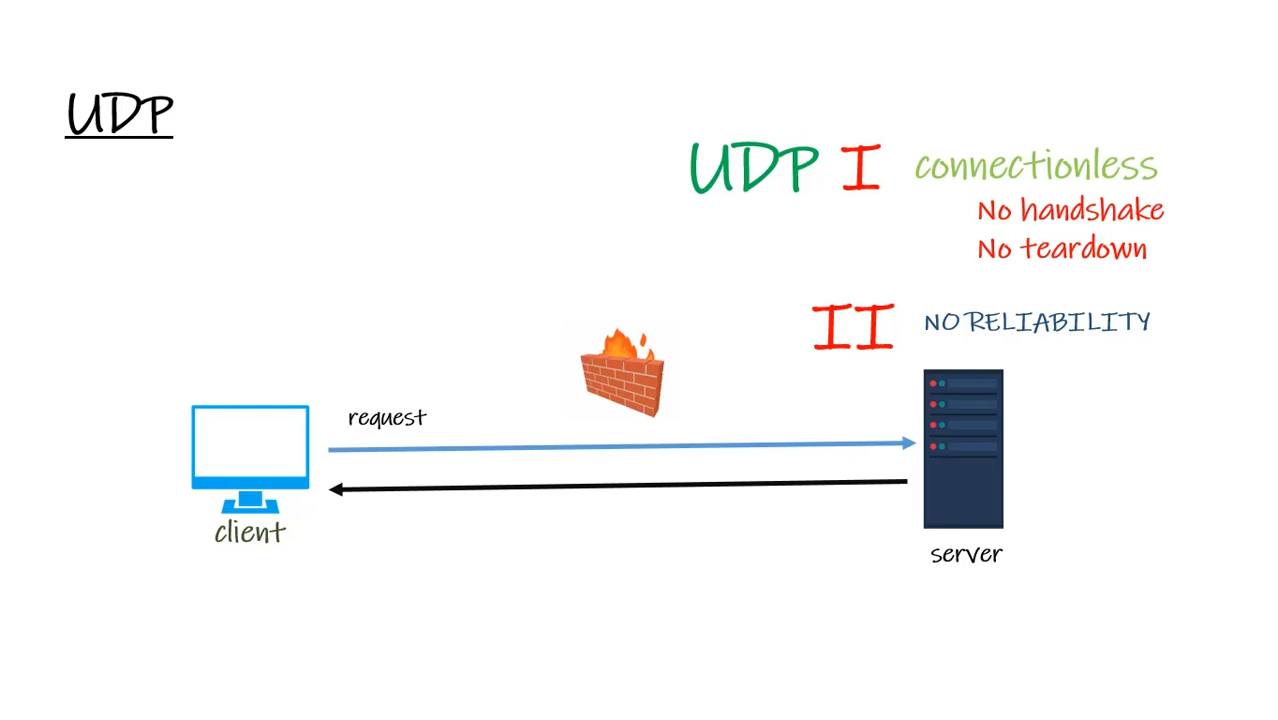 UDP
UDP I connectionless
No handshake
No teardown
II NO RELIABILITY
request
client
server